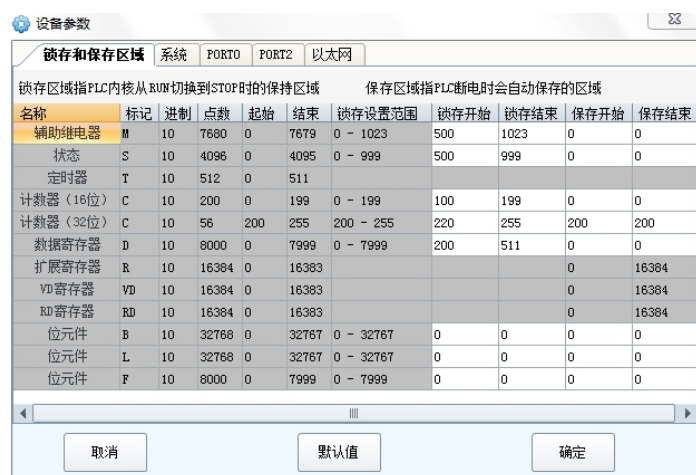 设备参数
锁存和保存区域 系统 PORT0 PORT2 以太网
锁存区域指PLC内核从RUN切换到STOP时的保持区域 保存区域指PLC断电时会自动保存的区域
名称 标记 进制 点数 起始 结束 锁存设置范围 锁存开始 锁存结束 保存开始 保存结束
辅助继电器 M 10 7680 0 7679 0 - 1023 500 1023 0 0
状态 S 10 4096 0 4095 0 - 999 500 999 0 0
定时器 T 10 512 0 511
计数器（16位） C 10 200 0 199 0 - 199 100 199 0 0
计数器（32位） C 10 56 200 255 200 - 255 220 255 200 200
数据寄存器 D 10 8000 0 7999 0 - 7999 200 511 0 0
扩展寄存器 R 10 16384 0 16383 0 16384
VD寄存器 VD 10 16384 0 16383 0 16384
RD寄存器 RD 10 16384 0 16383 0 16384
位元件 B 10 32768 0 32767 0 - 32767 0 0 0 0
位元件 L 10 32768 0 32767 0 - 32767 0 0 0 0
位元件 F 10 8000 0 7999 0 - 7999 0 0 0 0
取消 默认值 确定